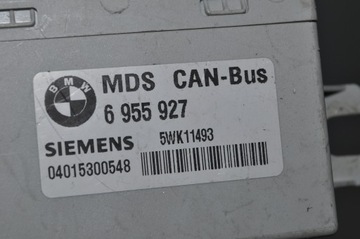 BMW
MDS CAN-Bus
6 955 927
SIEMENS 5WK11493
04015300548